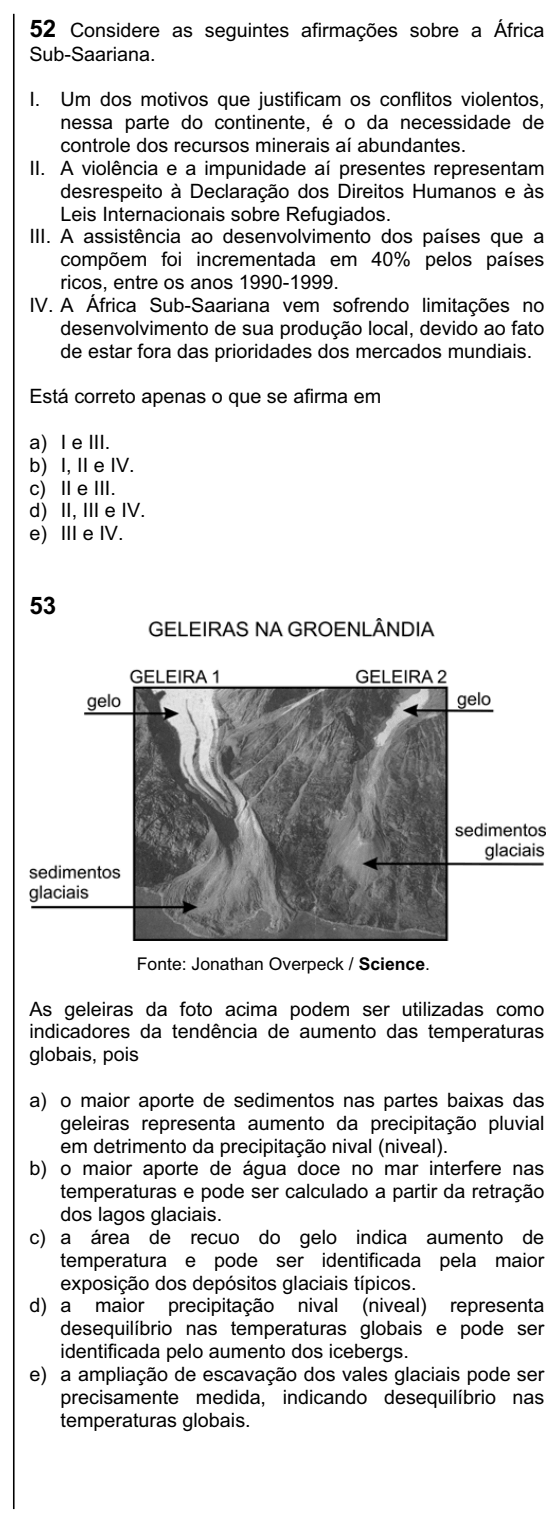 52 Considere as seguintes afirmações sobre a África
Sub-Saariana.
I. Um dos motivos que justificam os conflitos violentos,
nessa parte do continente, é o da necessidade de
controle dos recursos minerais aí abundantes.
II. A violência e a impunidade aí presentes representam
desrespeito à Declaração dos Direitos Humanos e às
Leis Internacionais sobre Refugiados.
III. A assistência ao desenvolvimento dos países que a
compõem foi incrementada em 40% pelos países
ricos, entre os anos 1990-1999.
IV. A África Sub-Saariana vem sofrendo limitações no
desenvolvimento de sua produção local, devido ao fato
de estar fora das prioridades dos mercados mundiais.
Está correto apenas o que se afirma em
a) I e III.
b) I, II e IV.
c) II e III.
d) II, III e IV.
e) III e IV.
53
GELEIRAS NA GROENLÂNDIA
GELEIRA 1 GELEIRA 2
gelo gelo
sedimentos
glaciais
sedimentos
glaciais
Fonte: Jonathan Overpeck / Science.
As geleiras da foto acima podem ser utilizadas como
indicadores da tendência de aumento das temperaturas
globais, pois
a) o maior aporte de sedimentos nas partes baixas das
geleiras representa aumento da precipitação pluvial
em detrimento da precipitação nival (niveal).
b) o maior aporte de água doce no mar interfere nas
temperaturas e pode ser calculado a partir da retração
dos lagos glaciais.
c) a área de recuo do gelo indica aumento de
temperatura e pode ser identificada pela maior
exposição dos depósitos glaciais típicos.
d) a maior precipitação nival (niveal) representa
desequilíbrio nas temperaturas globais e pode ser
identificada pelo aumento dos icebergs.
e) a ampliação de escavação dos vales glaciais pode ser
precisamente medida, indicando desequilíbrio nas
temperaturas globais.